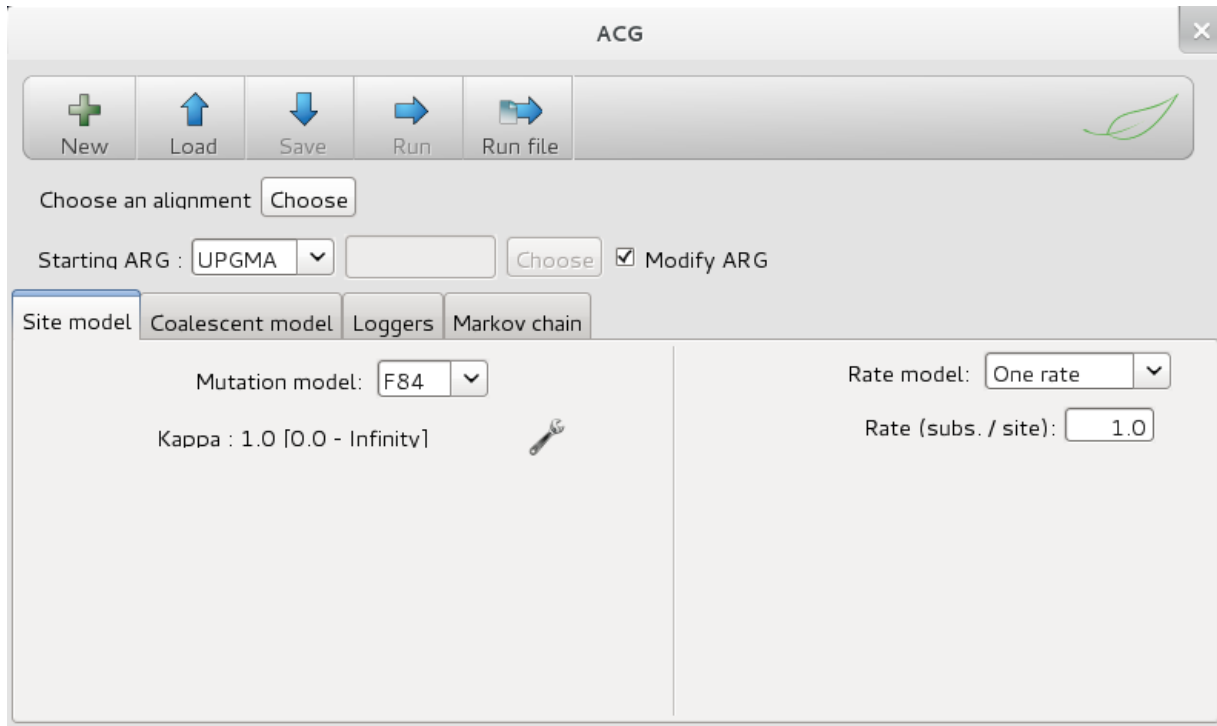 ACG
New Load Save Run Run file
Choose an alignment Choose
Starting ARG : UPGMA Choose Modify ARG
Site model Coalescent model Loggers Markov chain
Mutation model: F84 Rate model: One rate
Kappa : 1.0 [0.0 - Infinity] Rate (subs. / site): 1.0